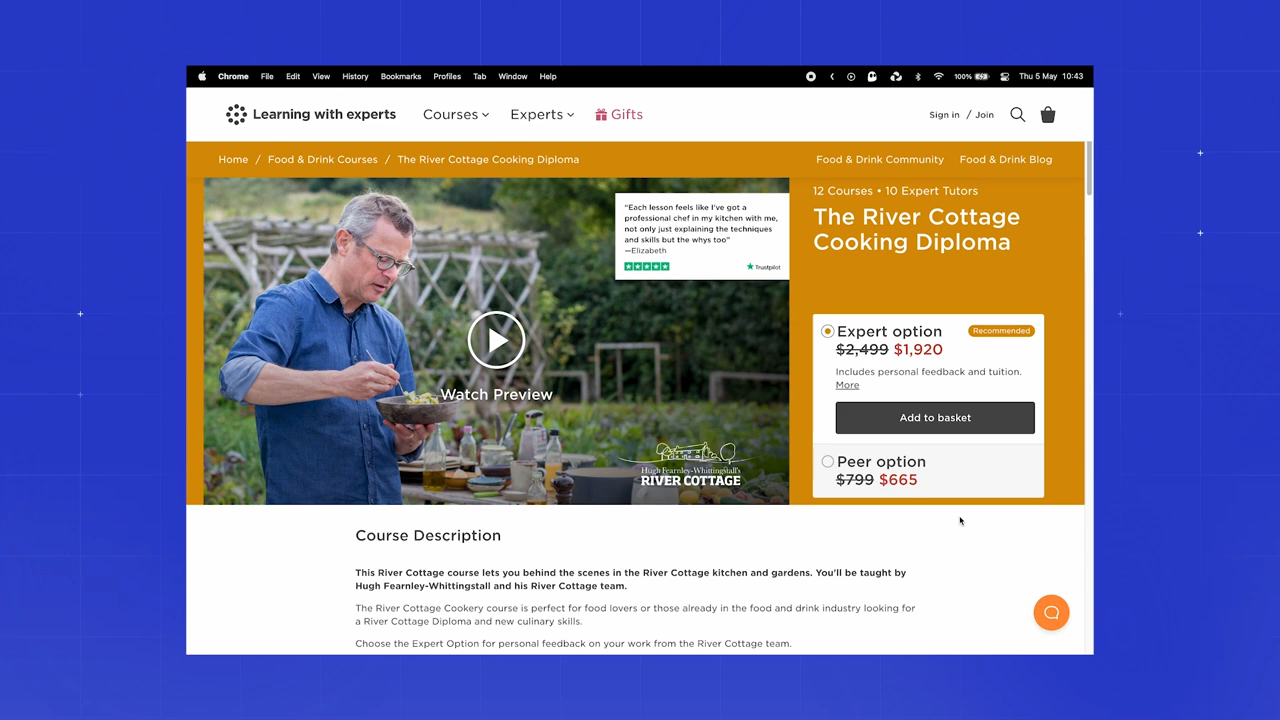 Chrome File Edit View History Bookmarks Profiles Tab Window Help 100% Thu 5 May 10:43
Learning with experts Courses Experts Gifts Sign in / Join
Home / Food & Drink Courses / The River Cottage Cooking Diploma Food & Drink Community Food & Drink Blog
"Each lesson feels like I've got a
professional chef in my kitchen with me,
not only just explaining the techniques
and skills but the whys too"
—Elizabeth
Trustpilot
Watch Preview
Hugh Fearnley-Whittingstall's
RIVER COTTAGE
12 Courses • 10 Expert Tutors
The River Cottage
Cooking Diploma
Expert option Recommended
$2,499 $1,920
Includes personal feedback and tuition.
More
Add to basket
Peer option
$799 $665
Course Description
This River Cottage course lets you behind the scenes in the River Cottage kitchen and gardens. You'll be taught by
Hugh Fearnley-Whittingstall and his River Cottage team.
The River Cottage Cookery course is perfect for food lovers or those already in the food and drink industry looking for
a River Cottage Diploma and new culinary skills.
Choose the Expert Option for personal feedback on your work from the River Cottage team.